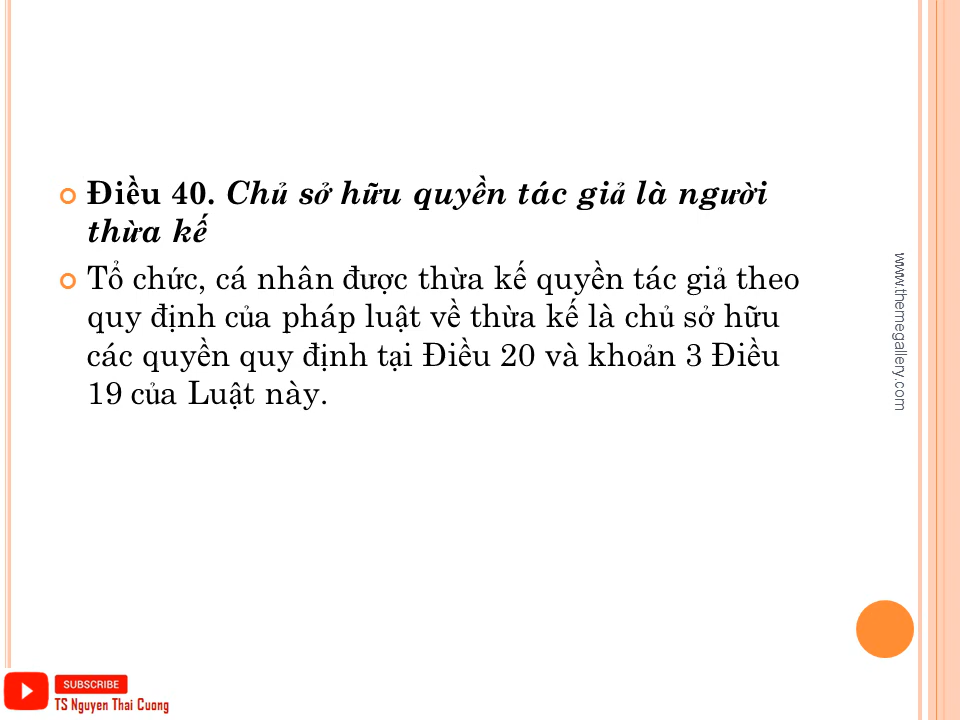 Điều 40. Chủ sở hữu quyền tác giả là người
thừa kế
Tổ chức, cá nhân được thừa kế quyền tác giả theo
quy định của pháp luật về thừa kế là chủ sở hữu
các quyền quy định tại Điều 20 và khoản 3 Điều
19 của Luật này.
www.themegallery.com
SUBSCRIBE
TS Nguyen Thai Cuong